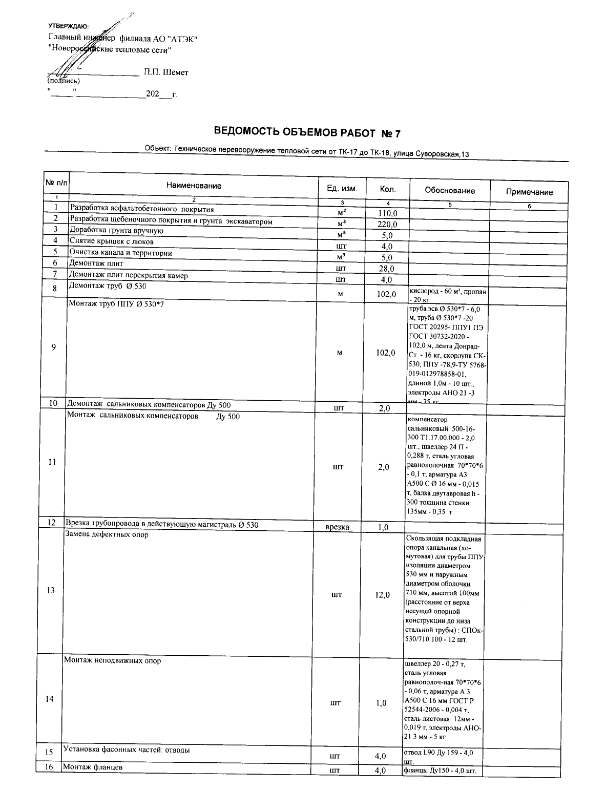 УТВЕРЖДАЮ:
Главный инженер филиала АО "АТЭК"
"Новороссийские тепловые сети"
П.П. Шемет
(подпись)
"_____"__________________202___г.
ВЕДОМОСТЬ ОБЪЕМОВ РАБОТ № 7
Объект: Техническое перевооружение тепловой сети от ТК-17 до ТК-18, улица Суворовская,13
№ п/п Наименование Ед. изм. Кол. Обоснование Примечание
1 2 3 4 5 6
1 Разработка асфальтобетонного покрытия м² 110,0
2 Разработка щебеночного покрытия и грунта экскаватором м³ 220,0
3 Доработка грунта вручную м³ 5,0
4 Снятие крышек с люков шт 4,0
5 Очистка канала и территории м³ 5,0
6 Демонтаж плит шт 28,0
7 Демонтаж плит перекрытия камер шт 4,0
8 Демонтаж труб Ø 530 м 102,0 кислород - 60 м³, пропан
- 20 кг
9 Монтаж труб ППУ Ø 530*7 м 102,0 труба эсв Ø 530*7 - 6,0
м, труба Ø 530*7 -20
ГОСТ 20295- ППУ1 ПЭ
ГОСТ 30732-2020 -
102,0 м, лента Донрад-
Ст - 16 кг, скорлупа СК-
530, ППУ -78,9-ТУ 5768-
019-012978858-01,
длиной 1,0м - 10 шт.,
электроды АНО 21 -3
мм - 35 кг
10 Демонтаж сальниковых компенсаторов Ду 500 шт 2,0
11 Монтаж сальниковых компенсаторов Ду 500 шт 2,0 компенсатор
сальниковый 500-16-
300 Т1.17.00.000 - 2,0
шт., швеллер 24 П -
0,288 т, сталь угловая
равнополочная 70*70*6
- 0,1 т, арматура А3
А500 С Ø 16 мм - 0,015
т, балка двутавровая h -
300 толщина стенки
135мм - 0,35 т
12 Врезка трубопровода в действующую магистраль Ø 530 врезка 1,0
13 Замена дефектных опор шт 12,0 Скользящая подкладная
опора канальная (хо-
мутовая) для трубы ППУ
изоляции диаметром
530 мм и наружным
диаметром оболочки
710 мм, высотой 100мм
(расстояние от верха
несущей опорной
конструкции до низа
стальной трубы) : СПОк-
530/710 100 - 12 шт.
14 Монтаж неподвижных опор шт 1,0 швеллер 20 - 0,27 т,
сталь угловая
равнополоч-ная 70*70*6
- 0,06 т, арматура А 3
А500 С 16 мм ГОСТ Р
52544-2006 - 0,004 т,
сталь листовая 12мм -
0,019 т, электроды АНО-
21 3 мм - 5 кг
15 Установка фасонных частей: отводы шт 4,0 отвод L90 Ду 159 - 4,0
шт.
16 Монтаж фланцев шт 4,0 фланцы Ду150 - 4,0 шт.